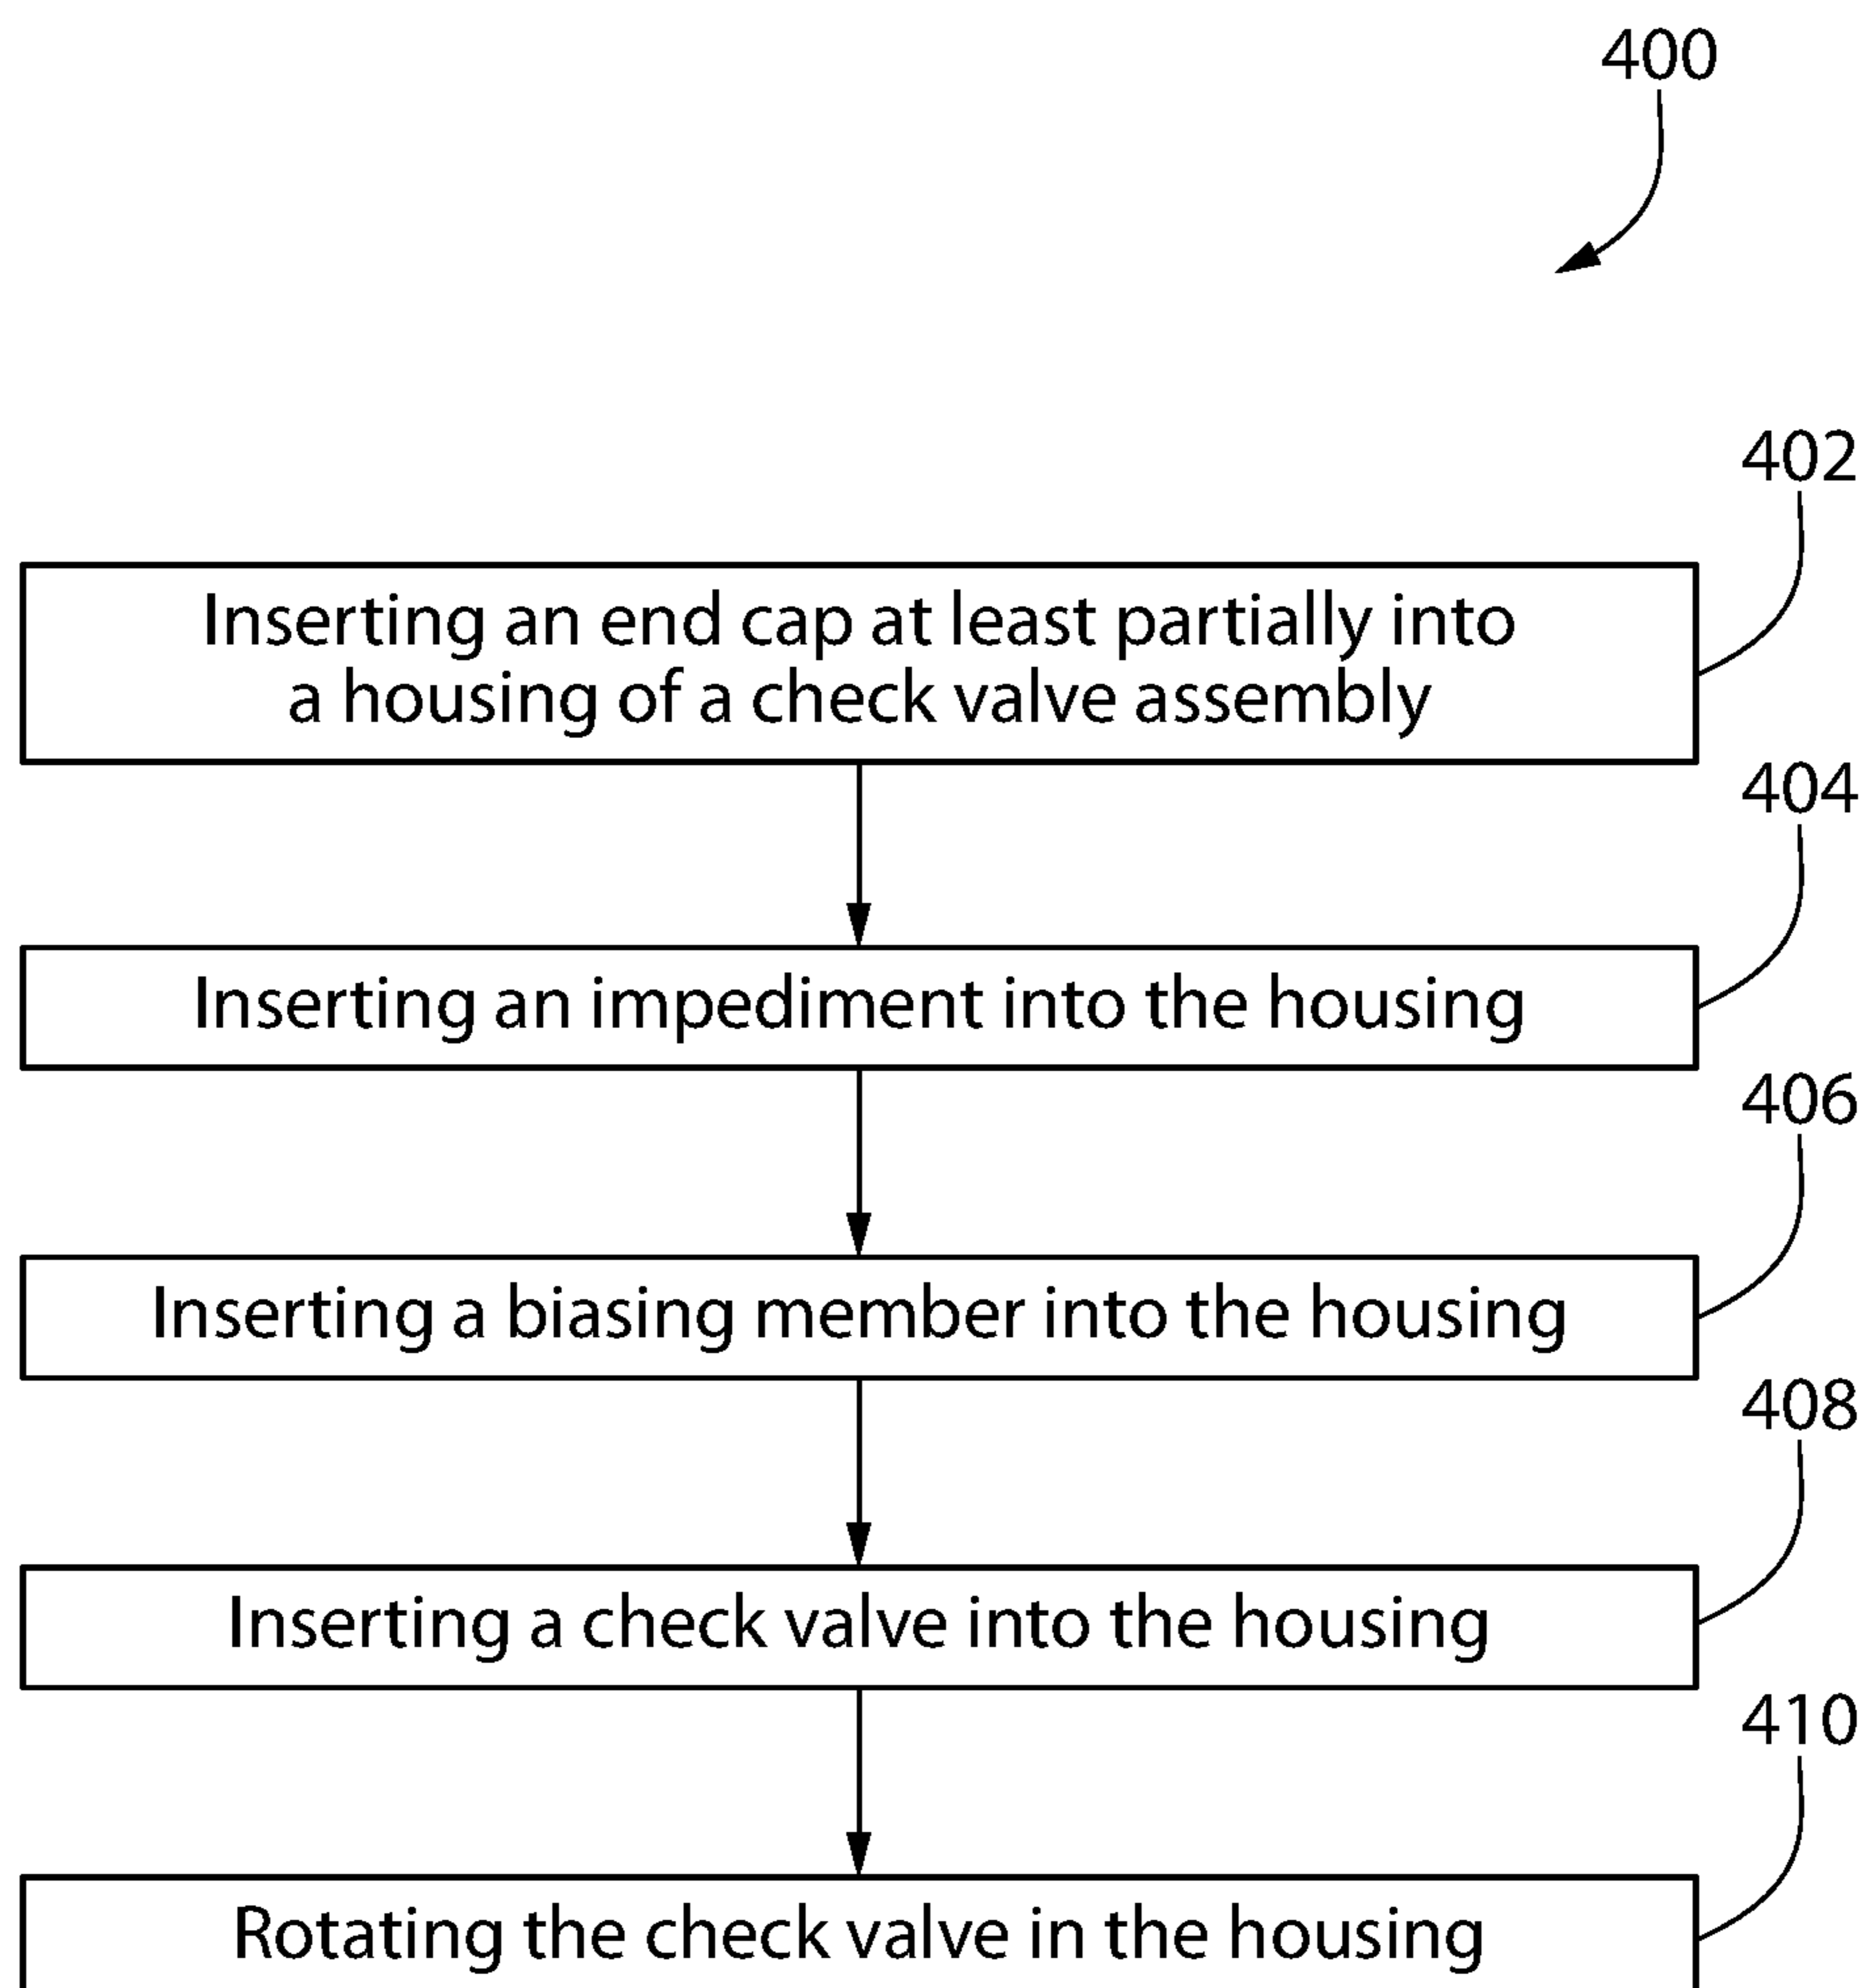 400
402
Inserting an end cap at least partially into
a housing of a check valve assembly
404
Inserting an impediment into the housing
406
Inserting a biasing member into the housing
408
Inserting a check valve into the housing
410
Rotating the check valve in the housing